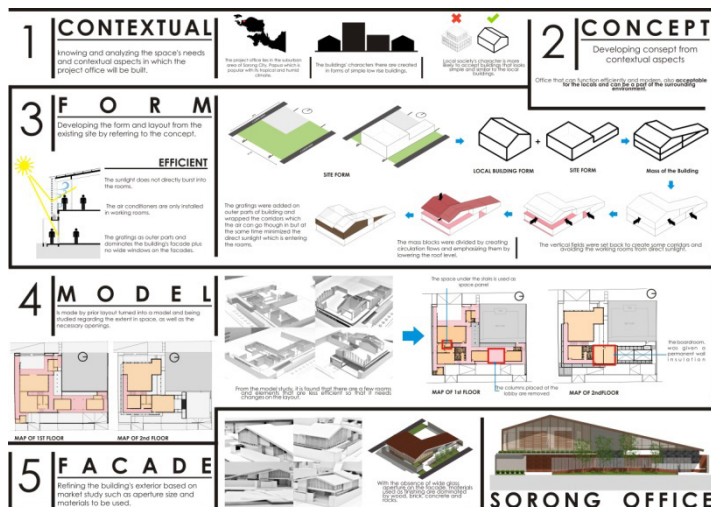 1
CONTEXTUAL
knowing and analyzing the space's needs
and contextual aspects in which the
project office will be built.
The project office lies in the suburban
area of Sorong City, Papua which is
popular with its tropical and humid
climate.
The buildings' characters there are created
in forms of simple low rise buildings.
Local society's character is more
likely to accept buildings that looks
simple and similar to the local
buildings.
2
CONCEPT
Developing consept from
contextual aspects
Office that can function efficiently and modern, also acceptable
for the locals and can be a part of the surrounding
environment.
3
FORM
Developing the form and layout from the
existing site by referring to the concept.
EFFICIENT
The sunlight does not directly burst into
the rooms.
The air conditioners are only installed
in working rooms.
The gratings as outer parts and
dominates the building's facade plus
no wide windows on the facades.
SITE FORM
LOCAL BUILDING FORM
+
SITE FORM
Mass of the Building
The gratings were added on
outer parts of building and
wrapped the corridors which
the air can go though in but at
the same time minimized the
direct sunlight which is entering
the rooms.
The mass blocks were divided by creating
circulation flows and emphasizing them by
lowering the roof level.
The vertical fields were set back to create some corridors and
avoiding the working rooms from direct sunlight.
4
MODEL
is made by prior layout turned into a model and being
studied regarding the extent in space, as well as the
necessary openings.
MAP OF 1ST FLOOR
MAP OF 2nd FLOOR
From the model study, it is found that there are a few rooms
and elements that are less efficient so that it needs
changes on the layout.
The space under the stairs is used as
space panel
MAP OF 1st FLOOR
The columns placed at the
lobby are removed
MAP OF 2ndFLOOR
was given a
permanent wall
insulation
5
FACADE
Refining the building's exterior based on
market study such as aperture size and
materials to be used.
With the absence of wide glass
aperture on the facade, materials
used as finishing are dominated
by wood, brick, concrete and
rocks.
SORONG OFFICE